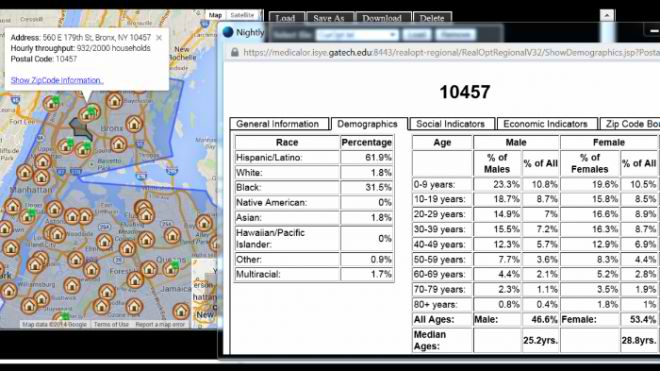 Map Satellite
Load Save As Download Delete
Address: 560 E 179th St, Bronx, NY 10457
Hourly throughput: 932/2000 households
Postal Code: 10457
Show ZipCode Information.
New Rochelle
Fort Lee
Bronx
Manhattan
Queens
Jamaica
Map data ©2014 Google Terms of Use Report a map error
Nightly
https://medicalor.isye.gatech.edu:8443/realopt-regional/RealOptRegionalV32/ShowDemographics.jsp?Posta
10457
General Information Demographics Social Indicators Economic Indicators Zip Code Bou
Race Percentage
Hispanic/Latino: 61.9%
White: 1.8%
Black: 31.5%
Native American: 0%
Asian: 1.8%
Hawaiian/Pacific Islander: 0%
Other: 0.9%
Multiracial: 1.7%
Age Male Female
% of Males % of All % of Females % of All
0-9 years: 23.3% 10.8% 19.6% 10.5%
10-19 years: 18.7% 8.7% 15.8% 8.5%
20-29 years: 14.9% 7% 16.6% 8.9%
30-39 years: 15.5% 7.2% 16.3% 8.7%
40-49 years: 12.3% 5.7% 12.9% 6.9%
50-59 years: 7.7% 3.6% 8.3% 4.4%
60-69 years: 4.4% 2.1% 5.2% 2.8%
70-79 years: 2.3% 1.1% 3.5% 1.9%
80+ years: 0.8% 0.4% 1.8% 1%
All Ages: Male: 46.6% Female: 53.4%
Median Ages: 25.2yrs. 28.8yrs.